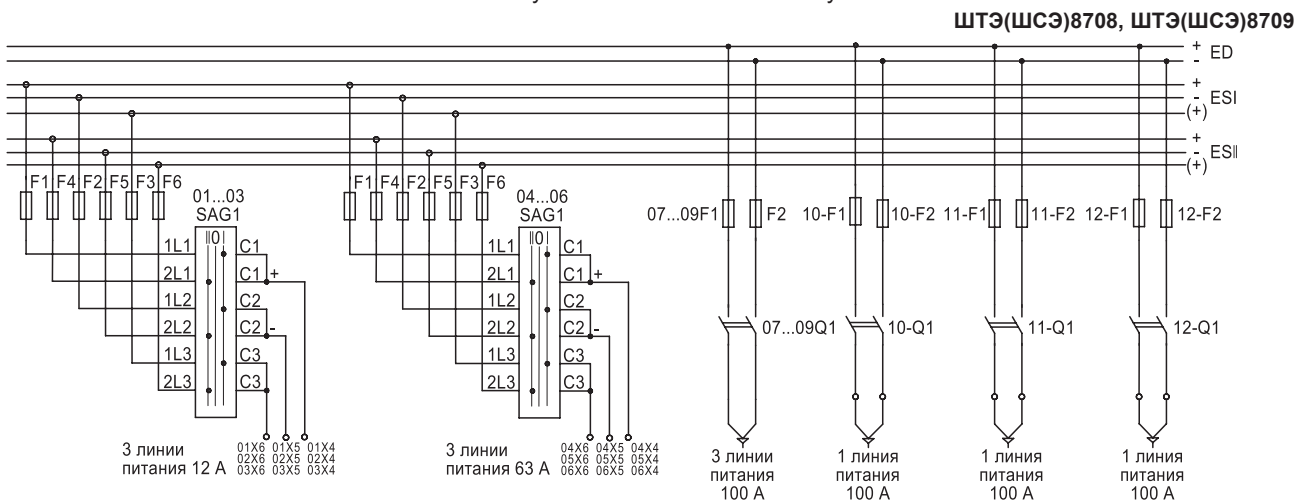 ШТЭ(ШСЭ)8708, ШТЭ(ШСЭ)8709
+
- ED
+
- ESI
(+)
+
- ESII
(+)
F1 F4 F2 F5 F3 F6
01...03
SAG1
II0I
1L1 C1
2L1 C1 +
1L2 C2
2L2 C2 -
1L3 C3
2L3 C3
3 линии
питания 12 А
01X6 01X5 01X4
02X6 02X5 02X4
03X6 03X5 03X4
F1 F4 F2 F5 F3 F6
04...06
SAG1
II0I
1L1 C1
2L1 C1 +
1L2 C2
2L2 C2 -
1L3 C3
2L3 C3
3 линии
питания 63 А
04X6 04X5 04X4
05X6 05X5 05X4
06X6 06X5 06X4
07...09F1 F2 10-F1 10-F2 11-F1 11-F2 12-F1 12-F2
07...09Q1 10-Q1 11-Q1 12-Q1
3 линии
питания
100 А
1 линия
питания
100 А
1 линия
питания
100 А
1 линия
питания
100 А